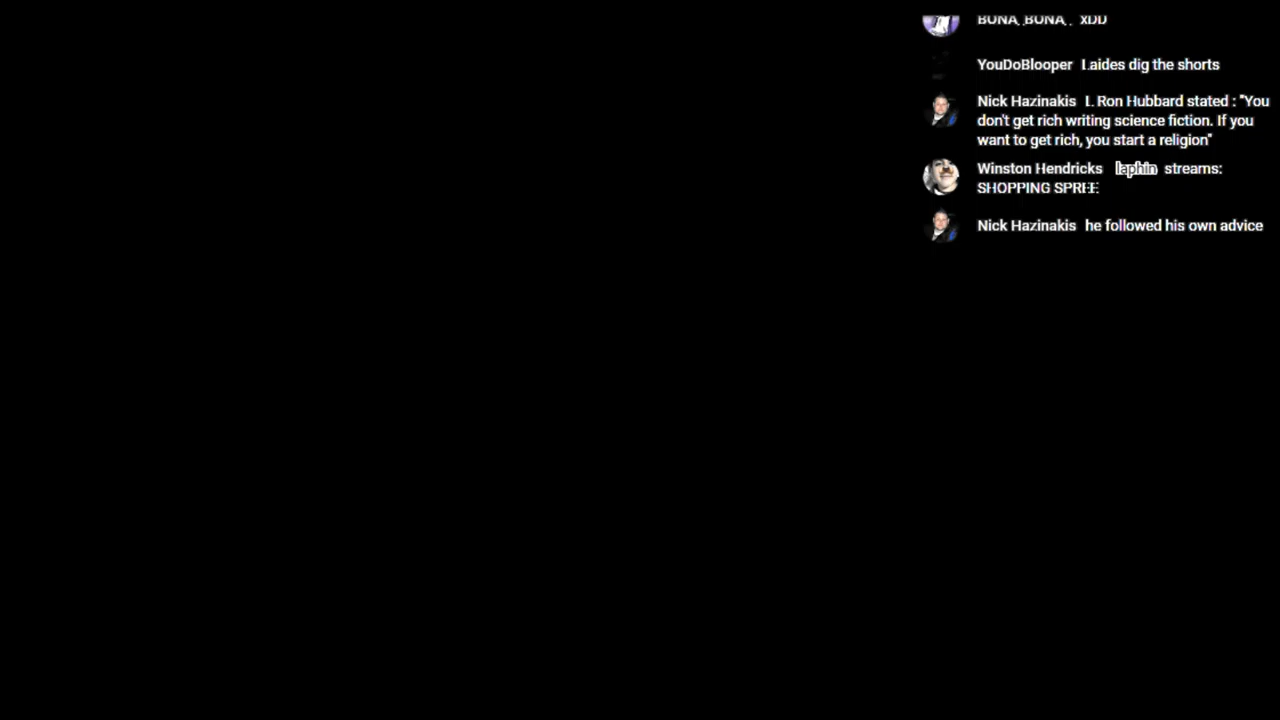 BUNA, BUNA, XDD
YouDoBlooper Laides dig the shorts
Nick Hazinakis L Ron Hubbard stated : "You
don't get rich writing science fiction. If you
want to get rich, you start a religion"
Winston Hendricks laphin streams:
SHOPPING SPREE
Nick Hazinakis he followed his own advice